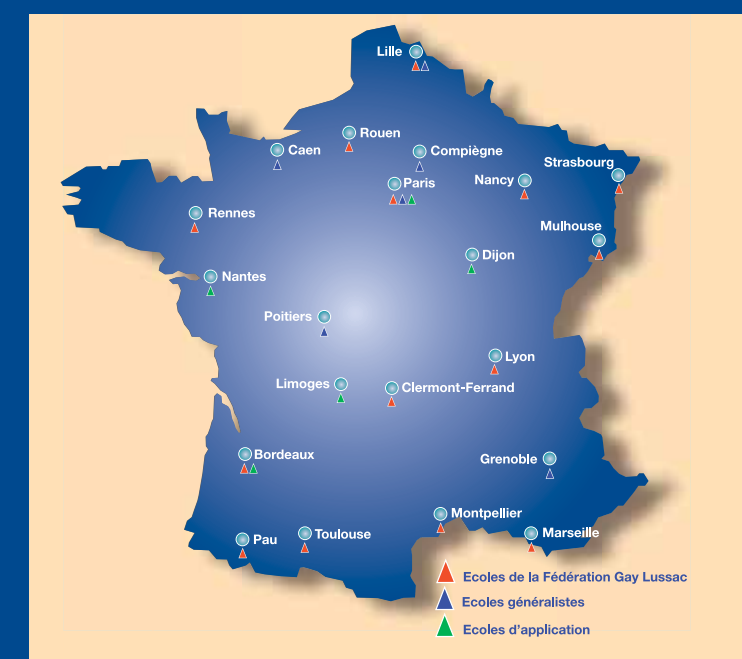 Lille
Rouen
Caen
Compiègne
Strasbourg
Paris
Nancy
Rennes
Mulhouse
Dijon
Nantes
Poitiers
Lyon
Limoges
Clermont-Ferrand
Bordeaux
Grenoble
Montpellier
Pau
Toulouse
Marseille
Ecoles de la Fédération Gay Lussac
Ecoles généralistes
Ecoles d'application